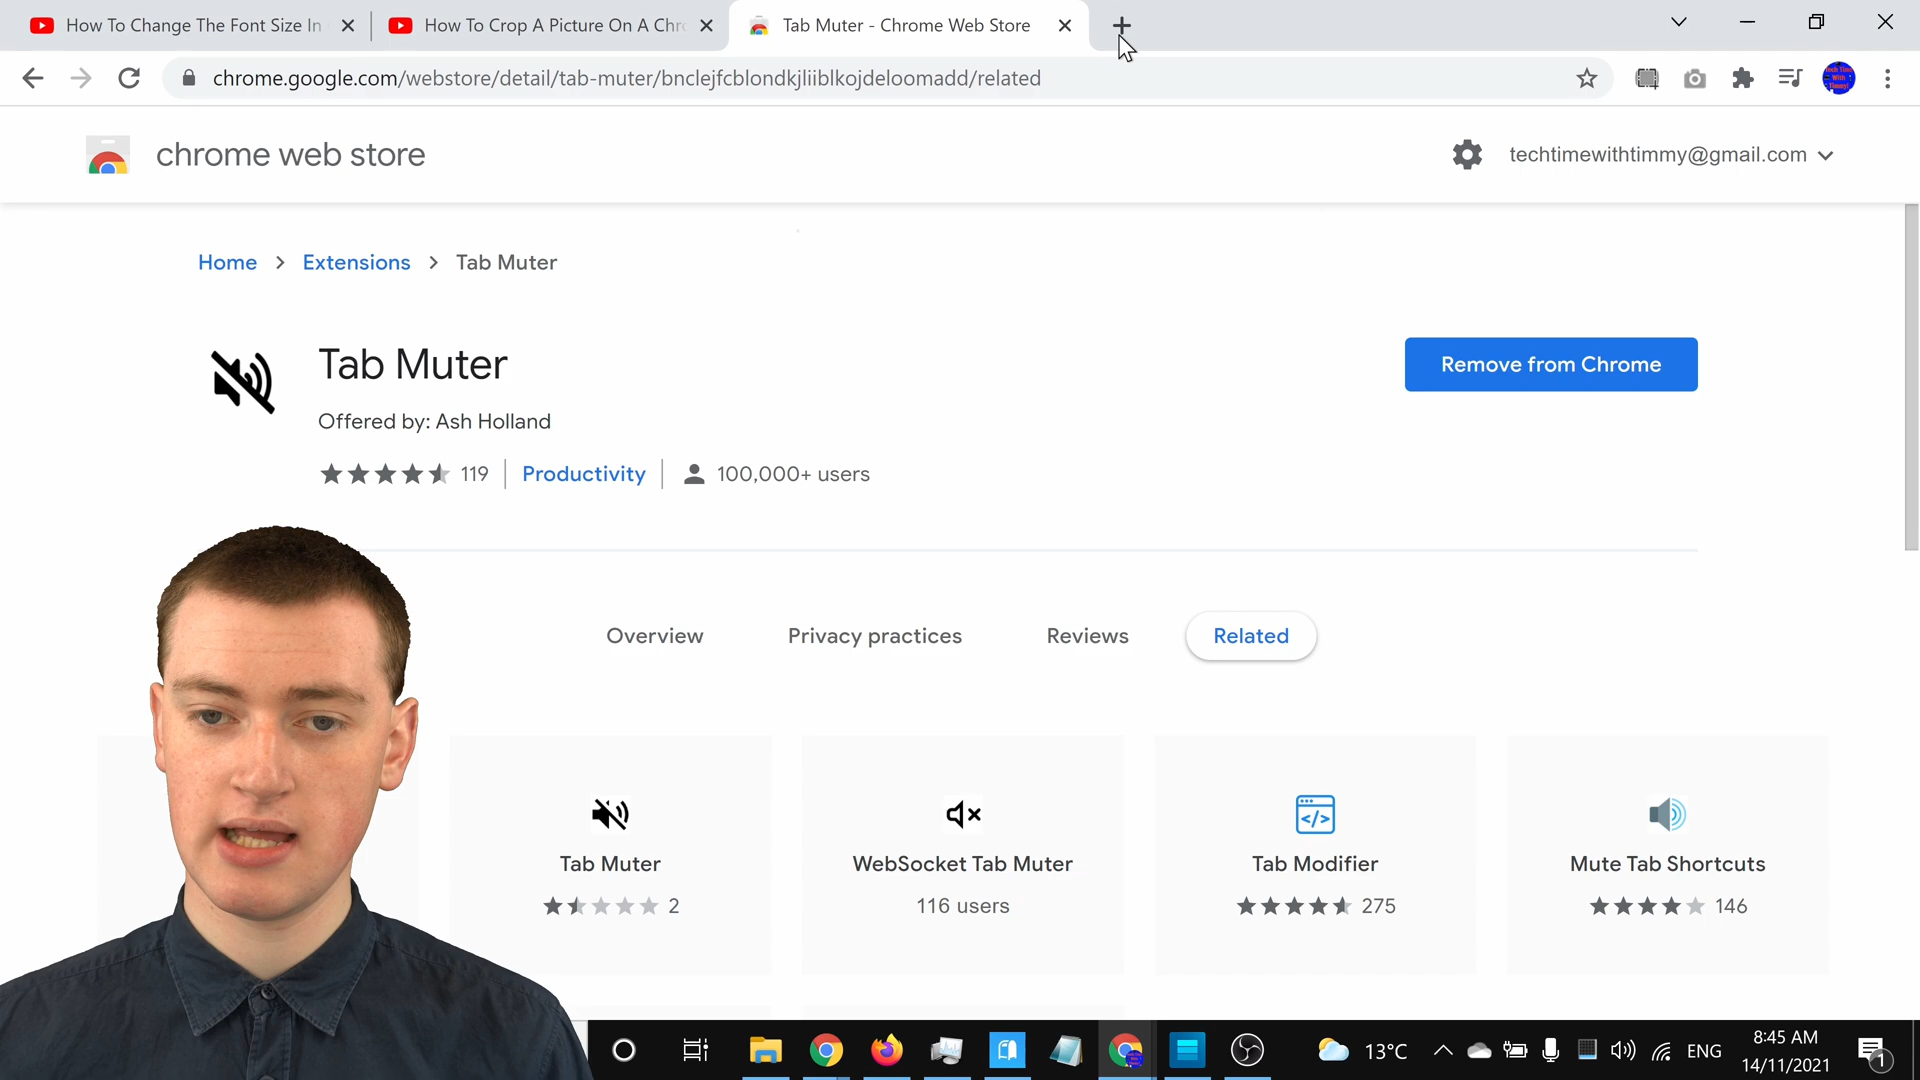 How To Change The Font Size In
How To Crop A Picture On A Chr
Tab Muter - Chrome Web Store
chrome.google.com/webstore/detail/tab-muter/bnclejfcblondkjliiblkojdeloomadd/related
chrome web store
techtimewithtimmy@gmail.com
Home > Extensions > Tab Muter
Tab Muter
Remove from Chrome
Offered by: Ash Holland
119 Productivity 100,000+ users
Overview Privacy practices Reviews Related
Tab Muter
2
WebSocket Tab Muter
116 users
Tab Modifier
275
Mute Tab Shortcuts
146
13°C
ENG
8:45 AM
14/11/2021
1